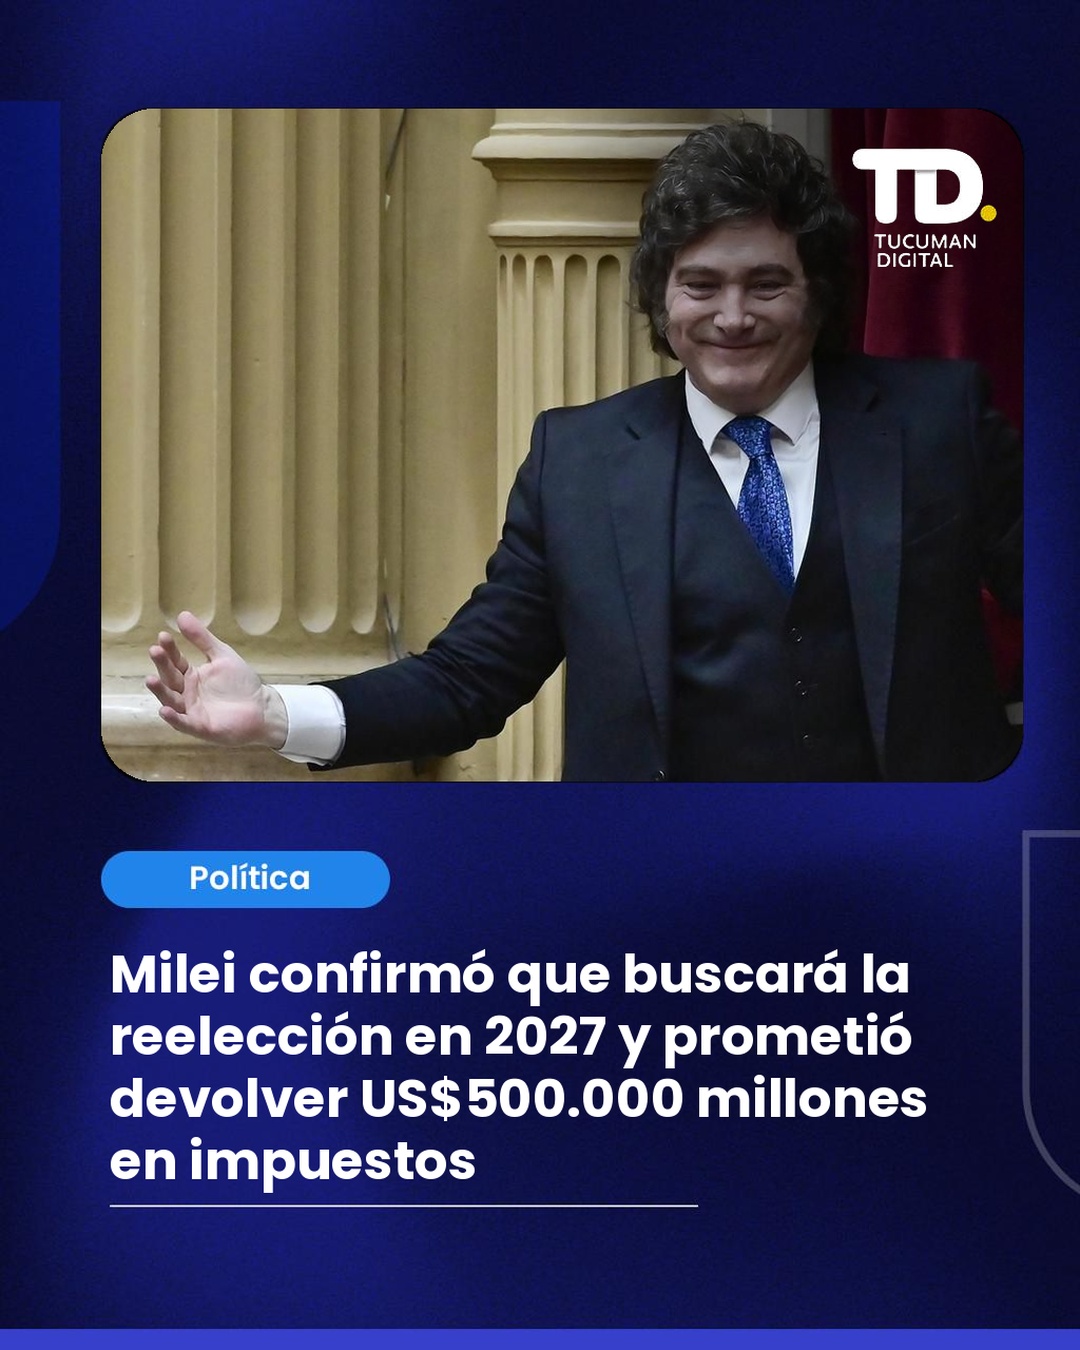 TD.
TUCUMAN
DIGITAL
Política
Milei confirmó que buscará la
reelección en 2027 y prometió
devolver US$500.000 millones
en impuestos